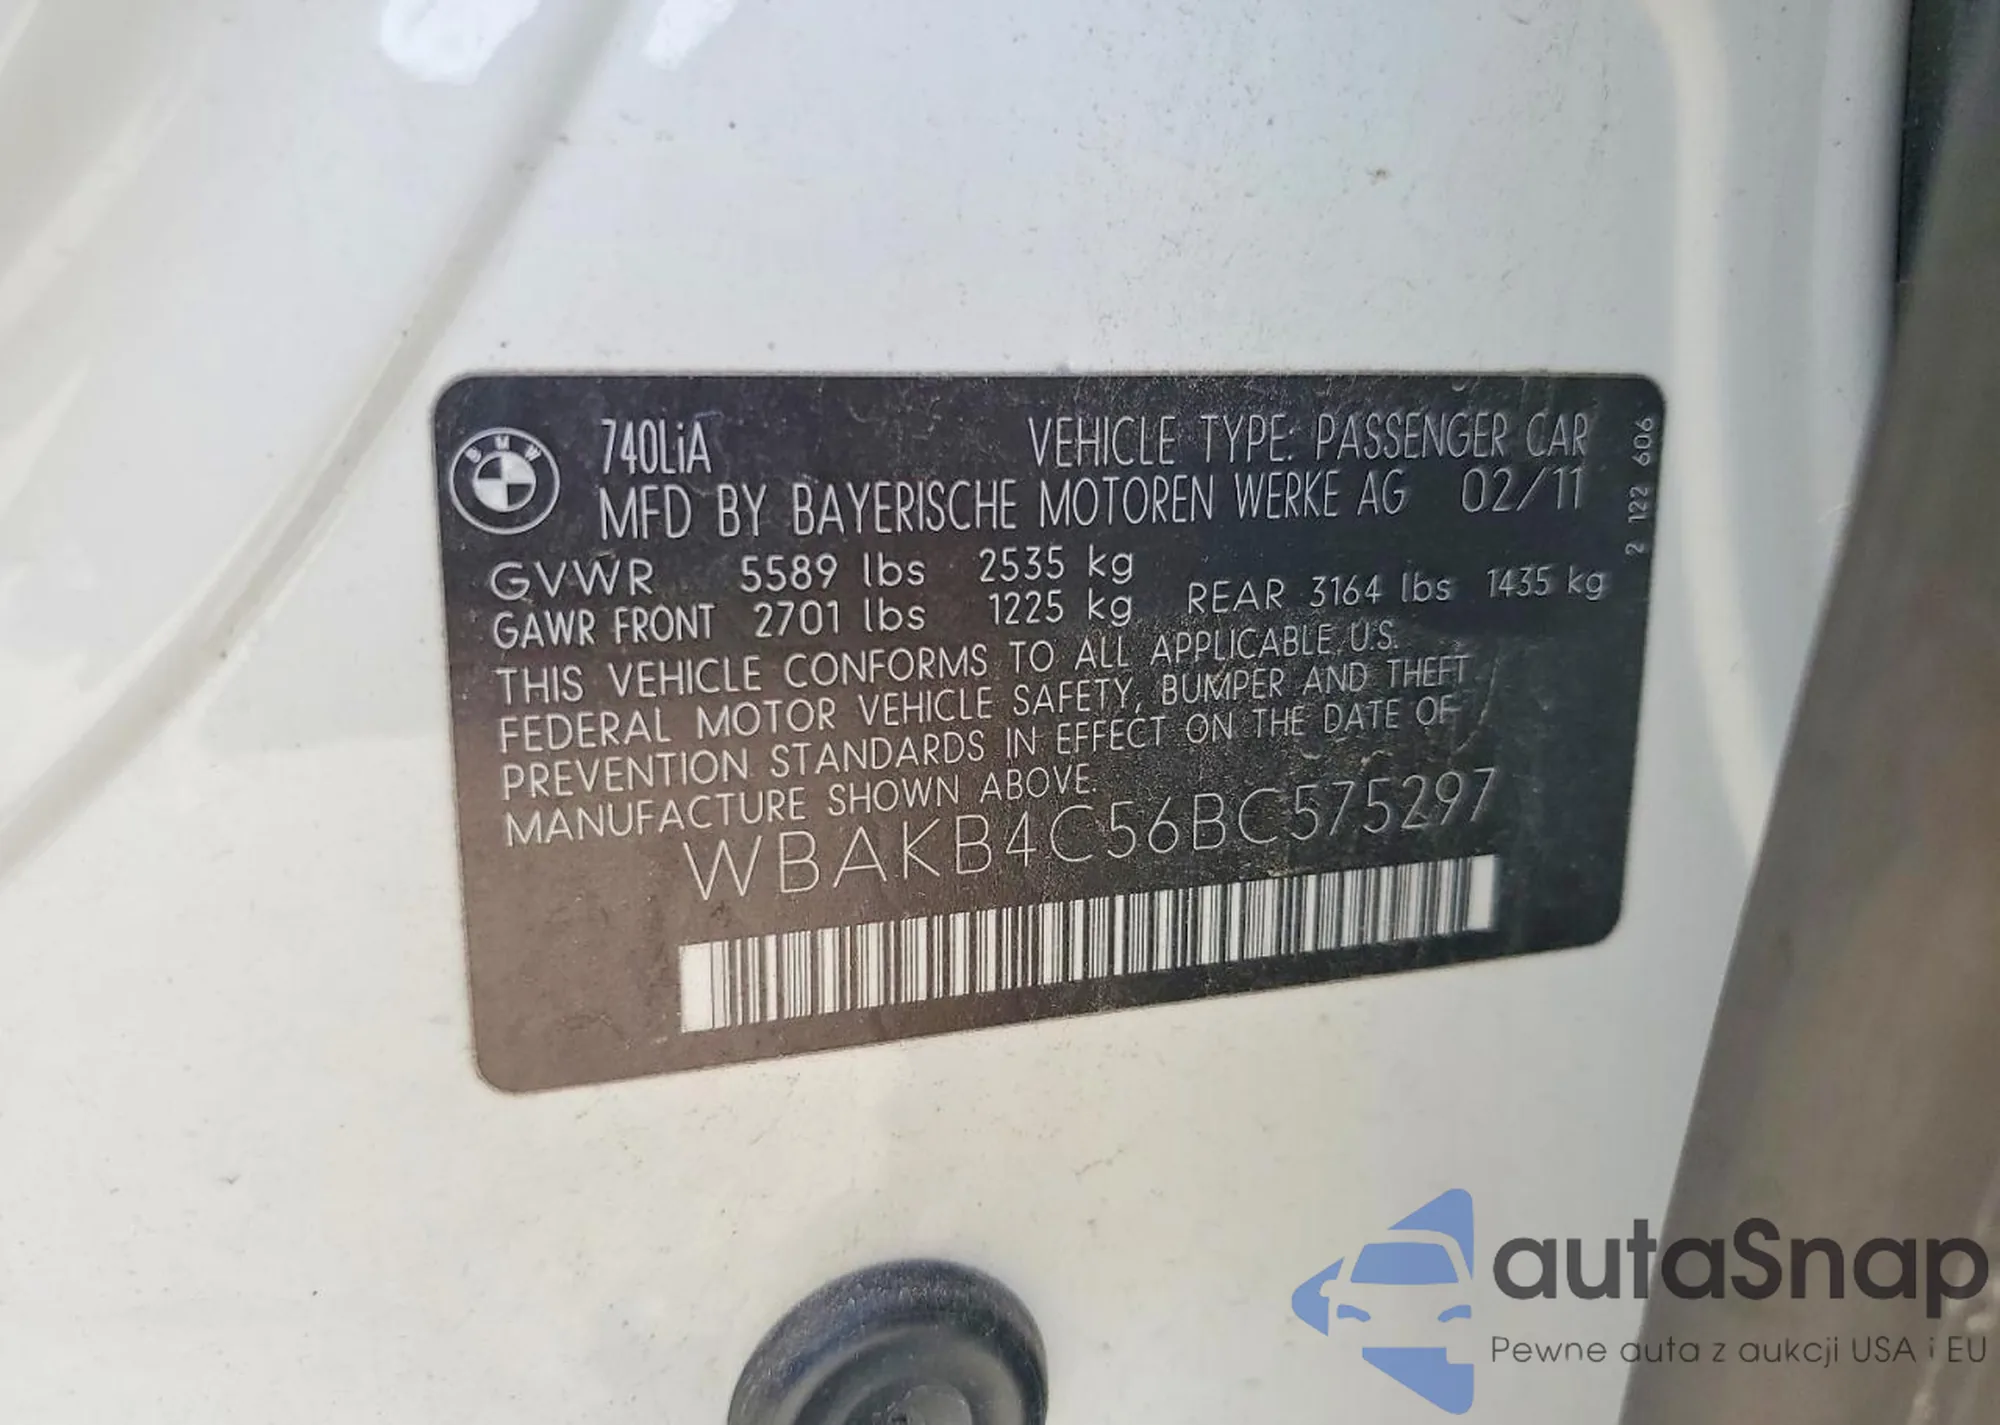 BMW
740LiA VEHICLE TYPE: PASSENGER CAR
MFD BY BAYERISCHE MOTOREN WERKE AG 02/11
GVWR 5589 lbs 2535 kg
GAWR FRONT 2701 lbs 1225 kg REAR 3164 lbs 1435 kg
THIS VEHICLE CONFORMS TO ALL APPLICABLE U.S.
FEDERAL MOTOR VEHICLE SAFETY, BUMPER AND THEFT
PREVENTION STANDARDS IN EFFECT ON THE DATE OF
MANUFACTURE SHOWN ABOVE.
WBAKB4C56BC575297
2 122 606
autaSnap
Pewne auta z aukcji USA i EU